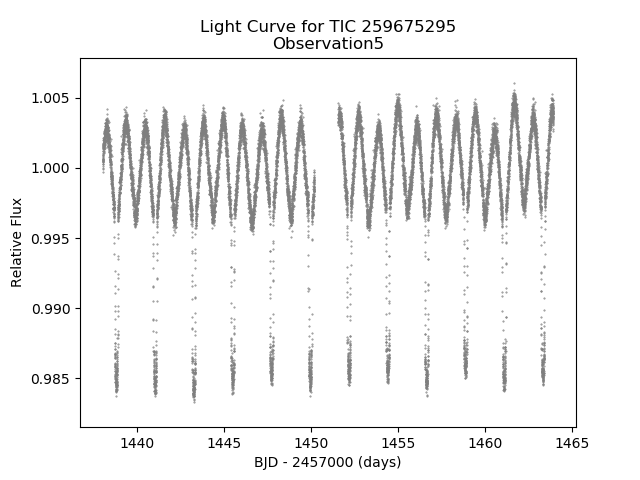 Light Curve for TIC 259675295
Observation5
1.005
1.000
0.995
0.990
0.985
Relative Flux
1440
1445
1450
1455
1460
1465
BJD - 2457000 (days)